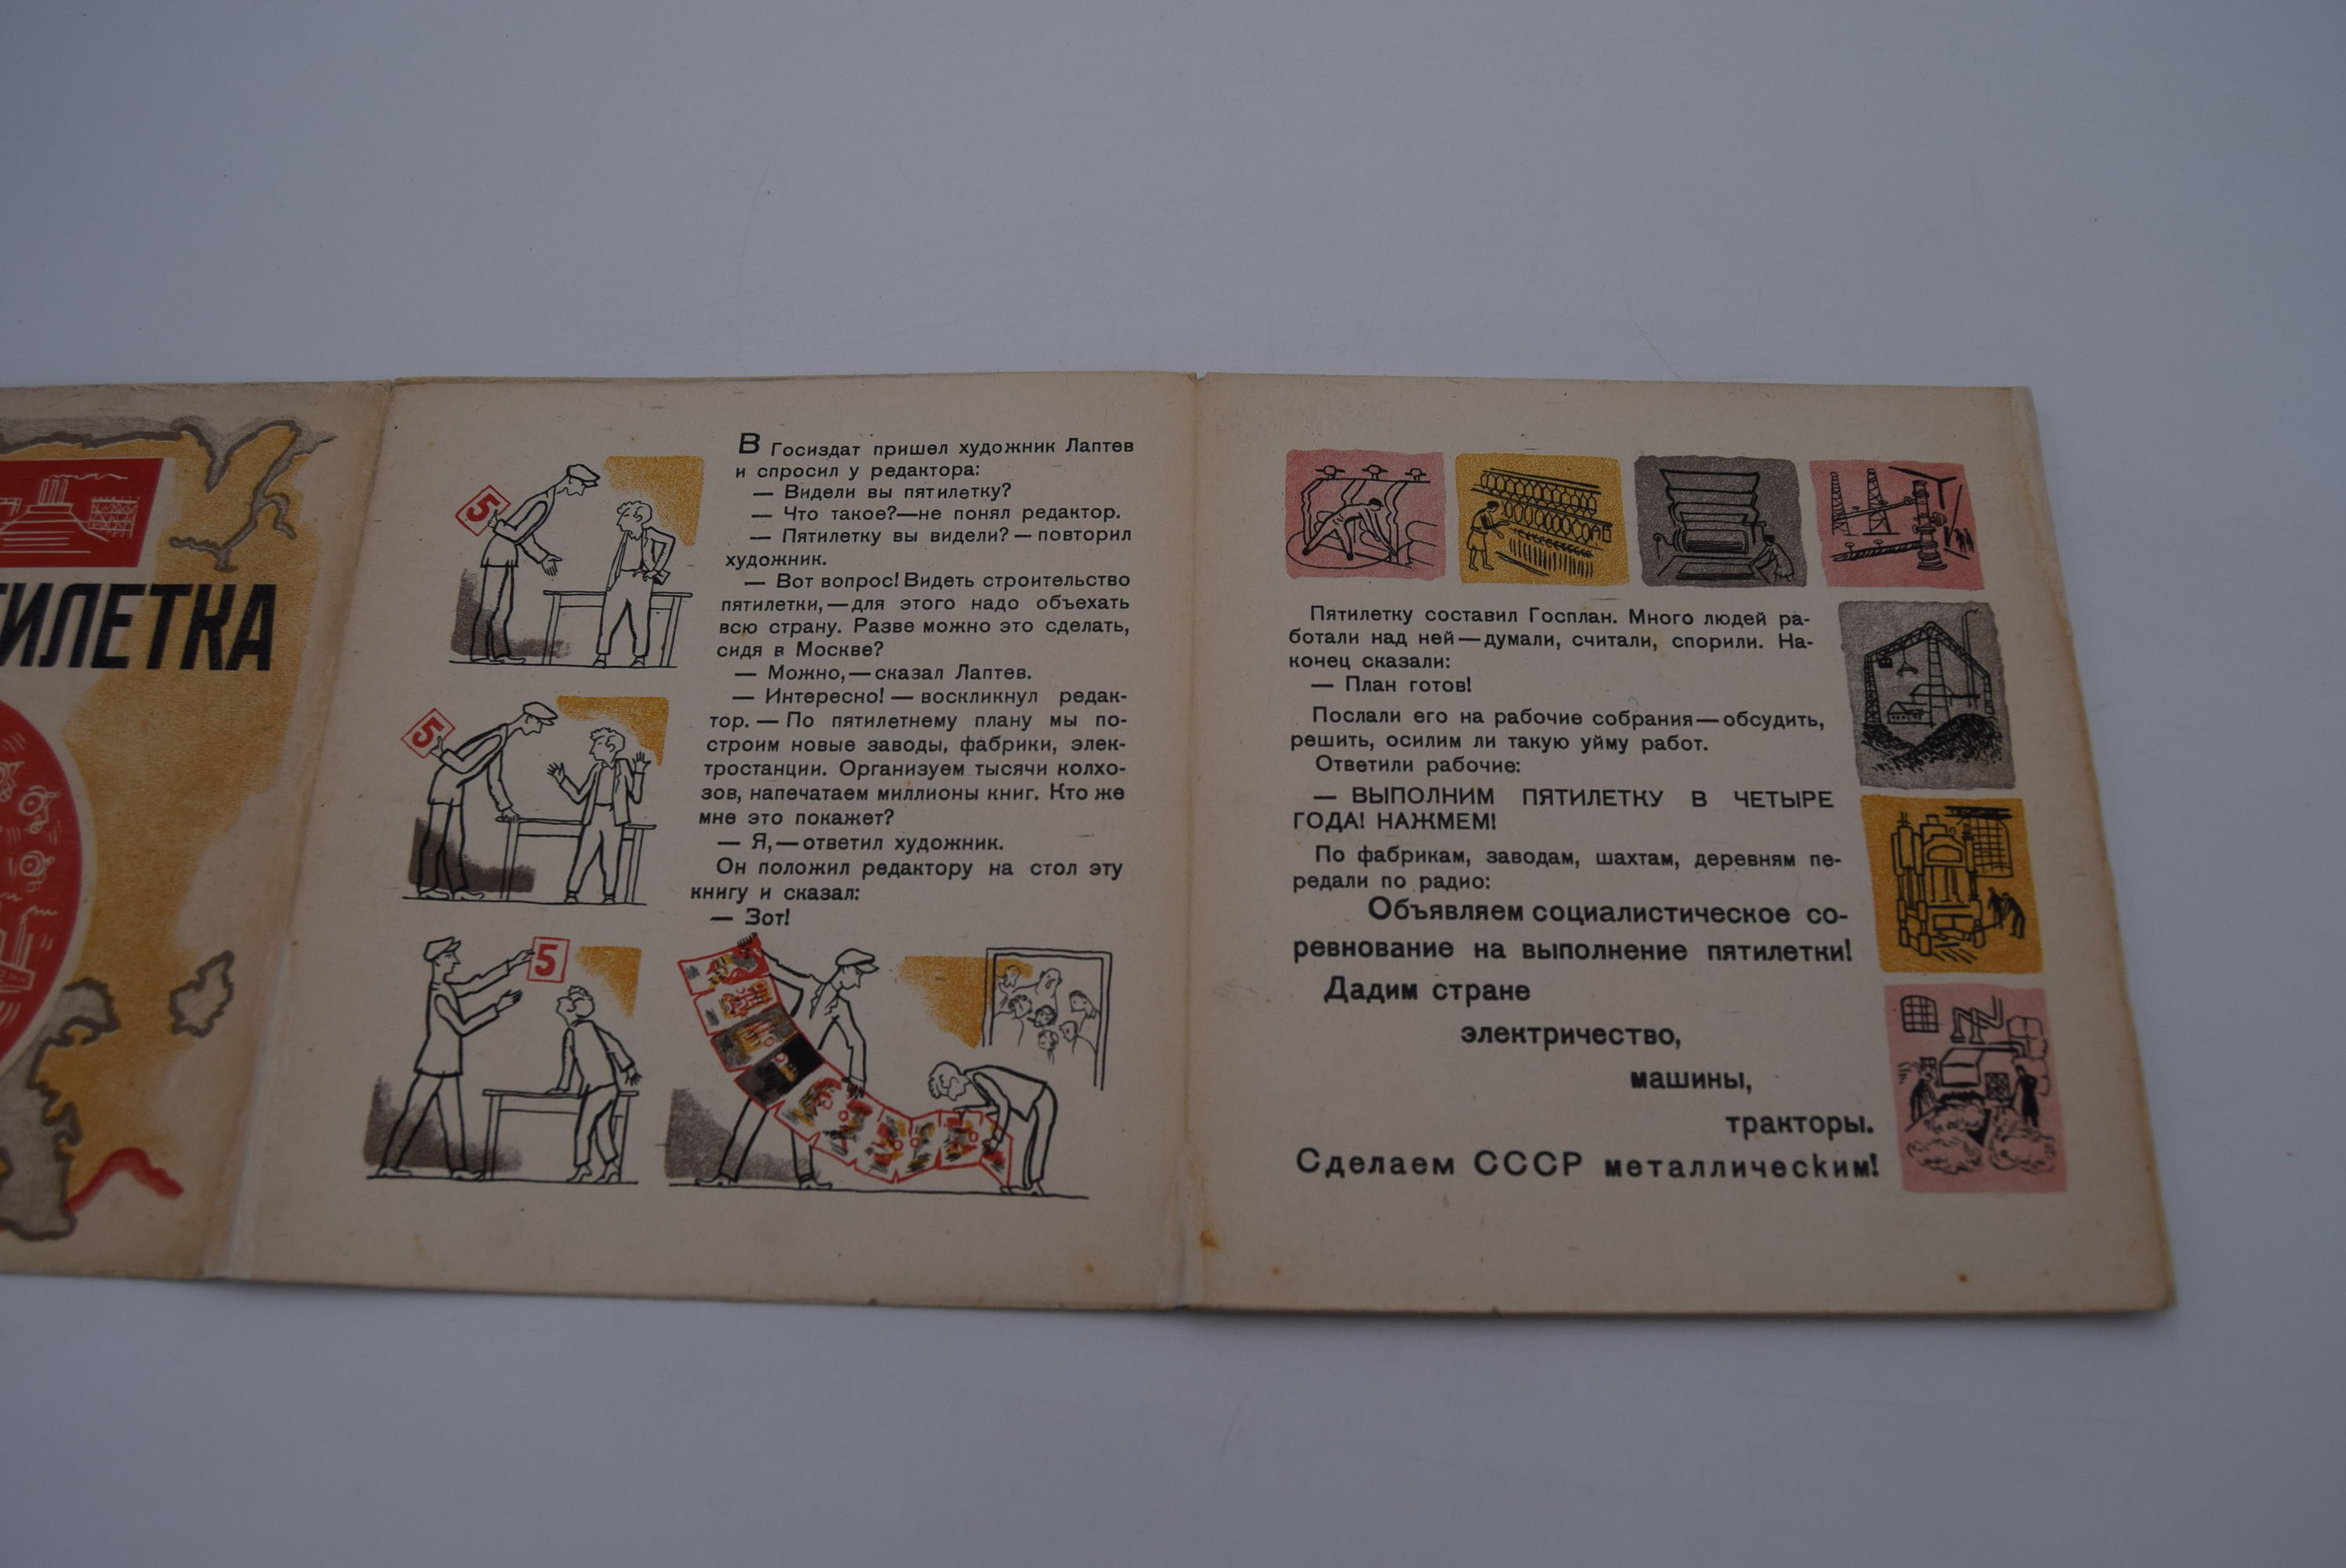 ТИЛЕТКА
В Госиздат пришел художник Лаптев
и спросил у редактора:
— Видели вы пятилетку?
— Что такое?—не понял редактор.
— Пятилетку вы видели? — повторил
художник.
— Вот вопрос! Видеть строительство
пятилетки,—для этого надо объехать
всю страну. Разве можно это сделать,
сидя в Москве?
— Можно,—сказал Лаптев.
— Интересно! — воскликнул редак-
тор. — По пятилетнему плану мы по-
строим новые заводы, фабрики, элек-
тростанции. Организуем тысячи колхо-
зов, напечатаем миллионы книг. Кто же
мне это покажет?
— Я,—ответил художник.
Он положил редактору на стол эту
книгу и сказал:
— Зот!
5
5
5
Пятилетку составил Госплан. Много людей ра-
ботали над ней—думали, считали, спорили. На-
конец сказали:
— План готов!
Послали его на рабочие собрания—обсудить,
решить, осилим ли такую уйму работ.
Ответили рабочие:
— ВЫПОЛНИМ ПЯТИЛЕТКУ В ЧЕТЫРЕ
ГОДА! НАЖМЕМ!
По фабрикам, заводам, шахтам, деревням пе-
редали по радио:
Объявляем социалистическое со-
ревнование на выполнение пятилетки!
Дадим стране
электричество,
машины,
тракторы.
Сделаем СССР металлическим!